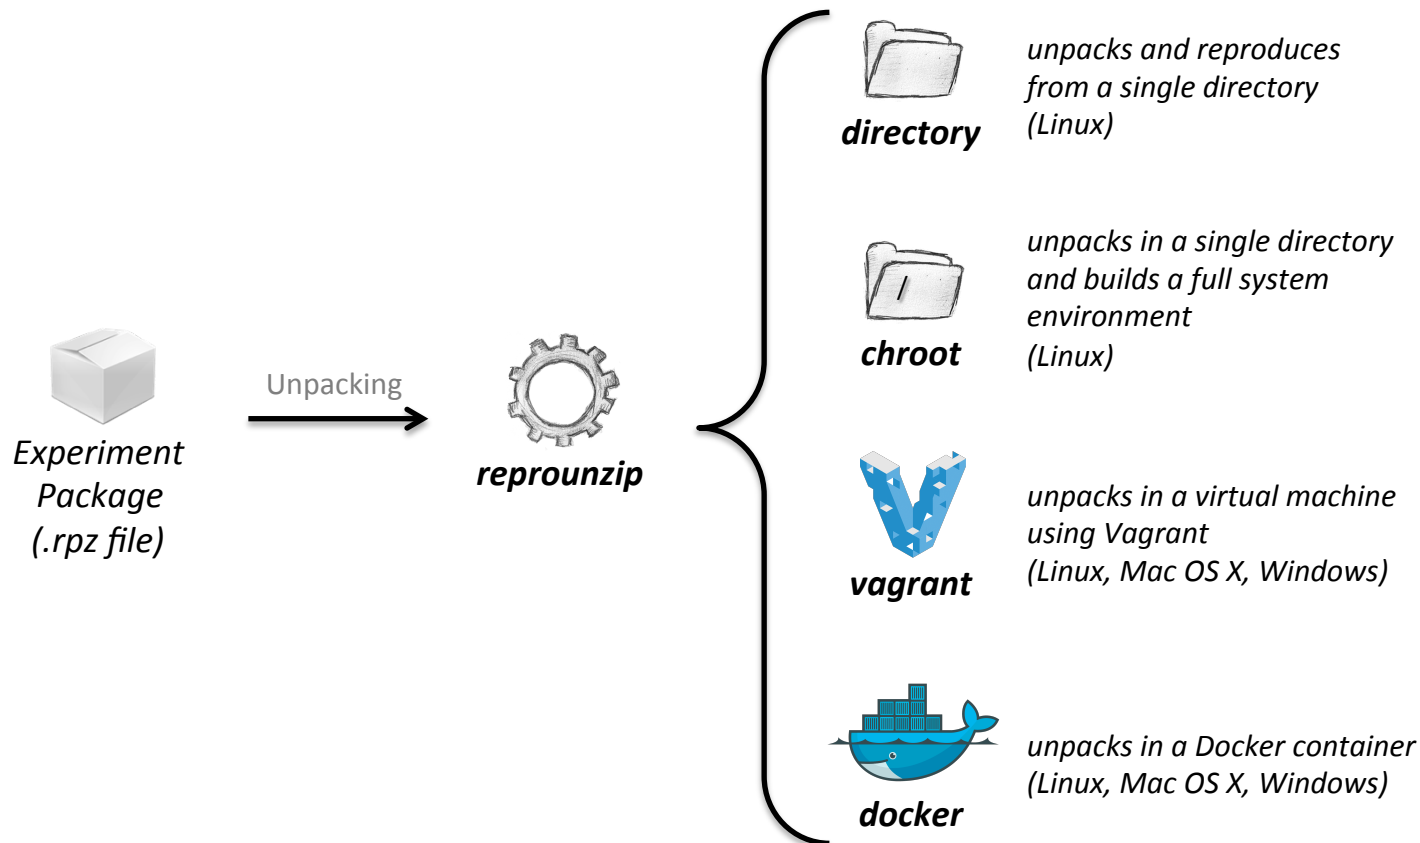 Experiment
Package
(.rpz file)
Unpacking
reprounzip
directory
unpacks and reproduces
from a single directory
(Linux)
/
chroot
unpacks in a single directory
and builds a full system
environment
(Linux)
vagrant
unpacks in a virtual machine
using Vagrant
(Linux, Mac OS X, Windows)
docker
unpacks in a Docker container
(Linux, Mac OS X, Windows)